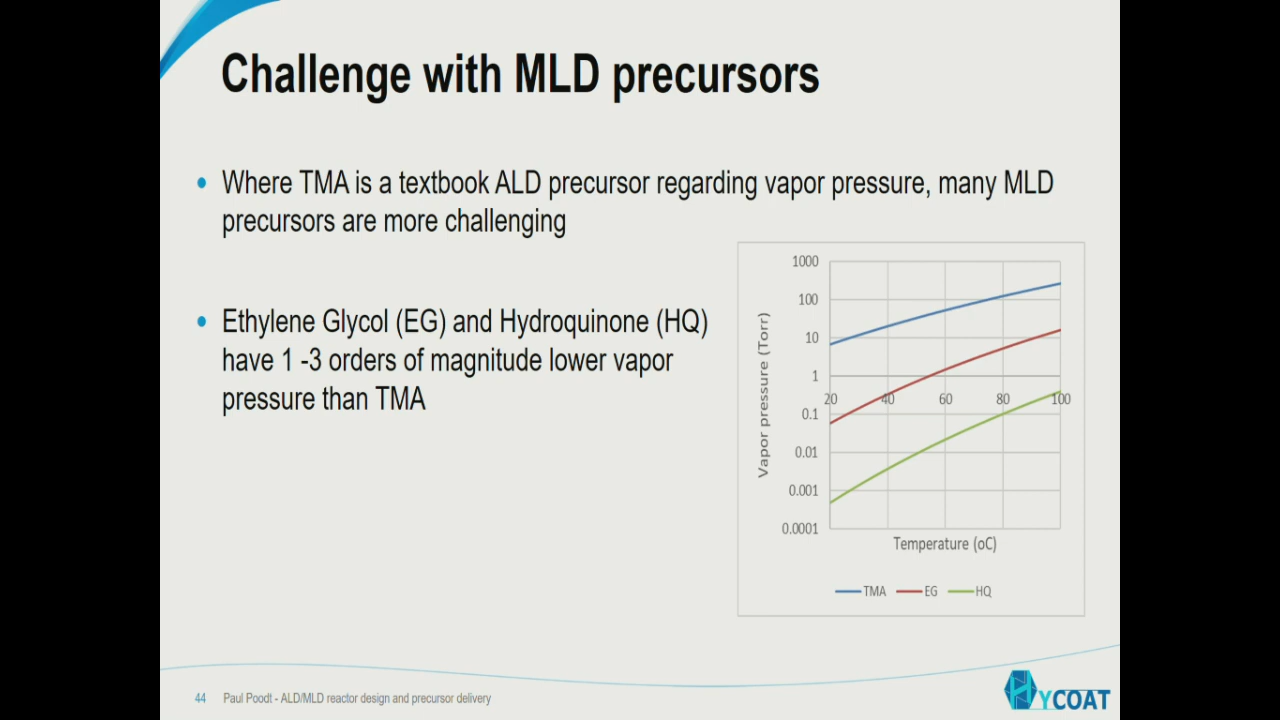 Challenge with MLD precursors
• Where TMA is a textbook ALD precursor regarding vapor pressure, many MLD
precursors are more challenging
• Ethylene Glycol (EG) and Hydroquinone (HQ)
have 1 -3 orders of magnitude lower vapor
pressure than TMA
Vapor pressure (Torr)
1000
100
10
1
0.1
0.01
0.001
0.0001
20 40 60 80 100
Temperature (oC)
TMA EG HQ
44 Paul Poodt - ALD/MLD reactor design and precursor delivery
HYCOAT